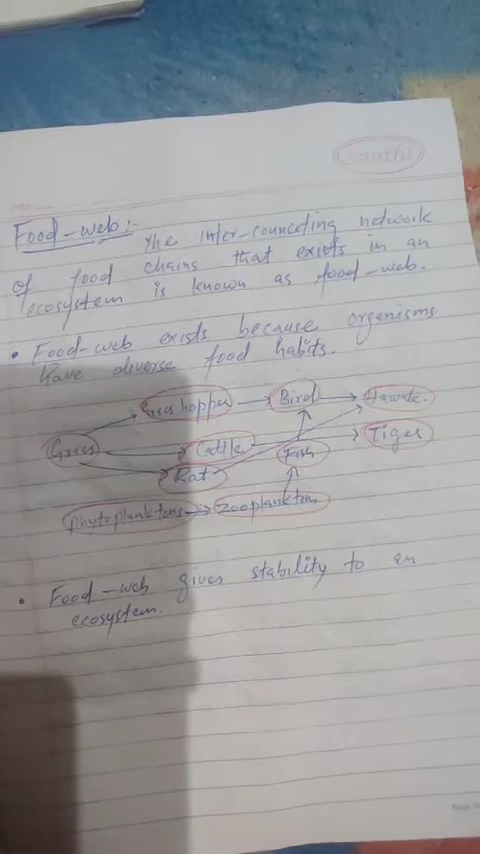 Saathi
Food-web:- The inter-connecting network
of food chains that exists in an
ecosystem is known as food-web.
• Food-web exists because organisms
have diverse food habits.
Grass hopper Bird Hawk.
Grass Cattle Fish Tiger
Rat
Phytoplanktons Zooplankton
• Food-web gives stability to an
ecosystem.